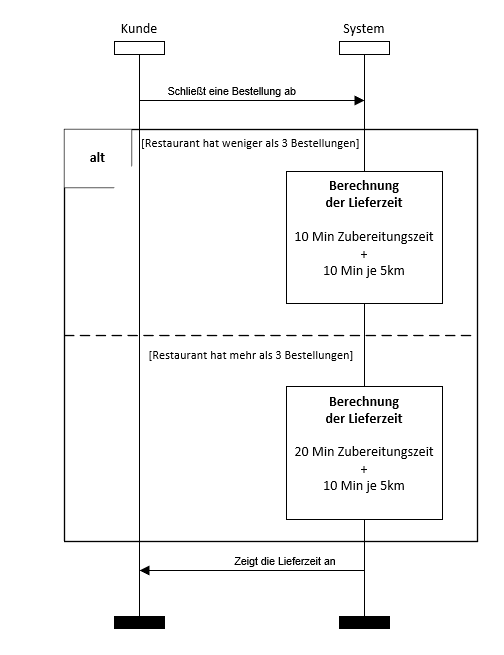 Kunde
System
Schließt eine Bestellung ab
alt
[Restaurant hat weniger als 3 Bestellungen]
Berechnung
der Lieferzeit
10 Min Zubereitungszeit
+
10 Min je 5km
[Restaurant hat mehr als 3 Bestellungen]
Berechnung
der Lieferzeit
20 Min Zubereitungszeit
+
10 Min je 5km
Zeigt die Lieferzeit an